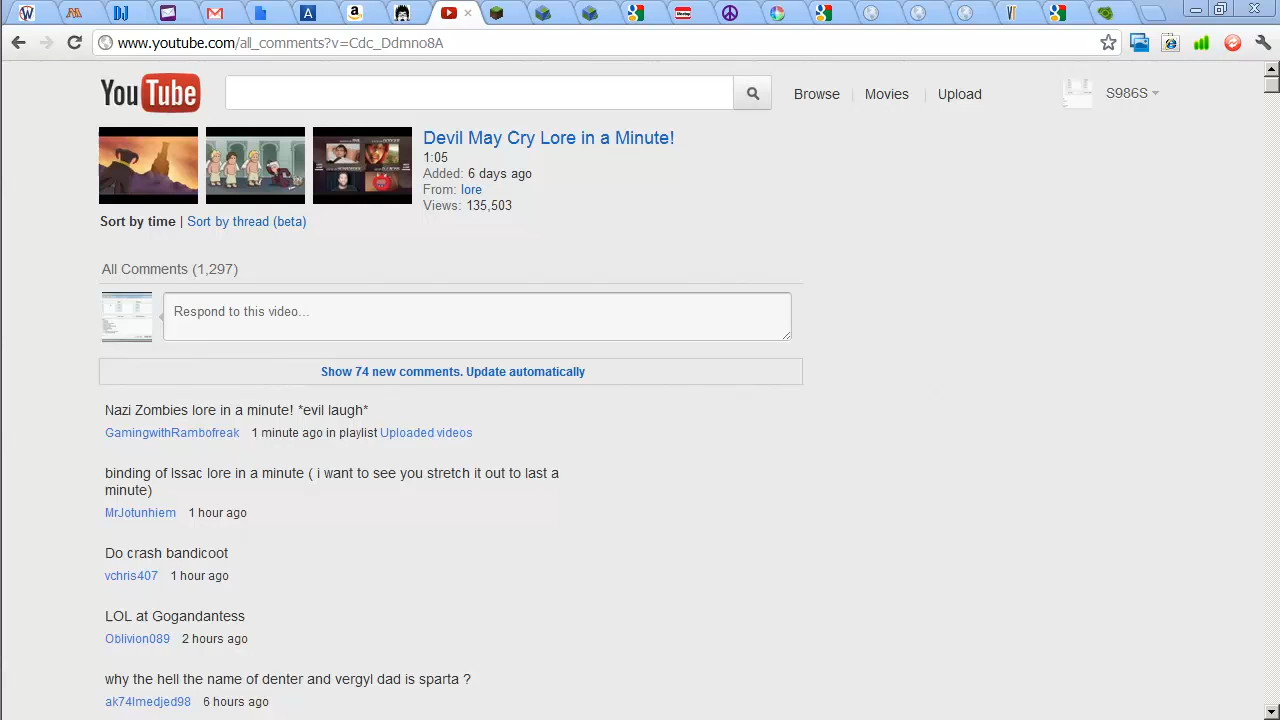 www.youtube.com/all_comments?v=Cdc_Ddmno8A
YouTube
Browse
Movies
Upload
S986S
Devil May Cry Lore in a Minute!
1:05
Added: 6 days ago
From: lore
Views: 135,503
Sort by time | Sort by thread (beta)
All Comments (1,297)
Respond to this video...
Show 74 new comments. Update automatically
Nazi Zombies lore in a minute! *evil laugh*
GamingwithRambofreak 1 minute ago in playlist Uploaded videos
binding of Issac lore in a minute ( i want to see you stretch it out to last a
minute)
MrJotunhiem 1 hour ago
Do crash bandicoot
vchris407 1 hour ago
LOL at Gogandantess
Oblivion089 2 hours ago
why the hell the name of denter and vergyl dad is sparta ?
ak74lmedjed98 6 hours ago